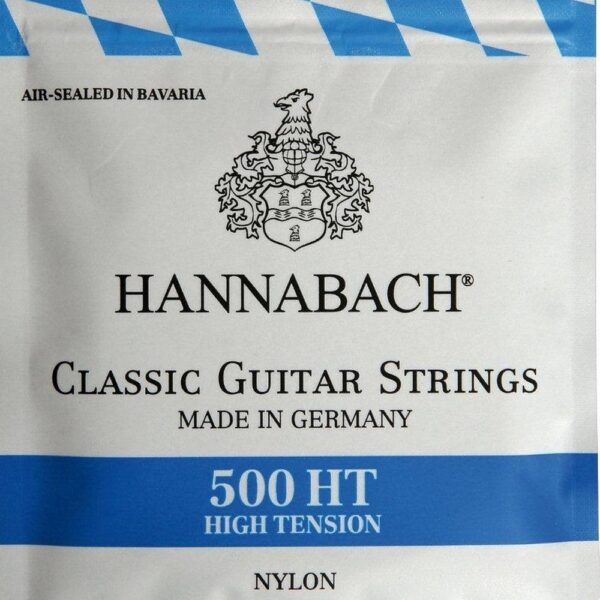 AIR-SEALED IN BAVARIA
HANNABACH®
CLASSIC GUITAR STRINGS
MADE IN GERMANY
500 HT
HIGH TENSION
NYLON